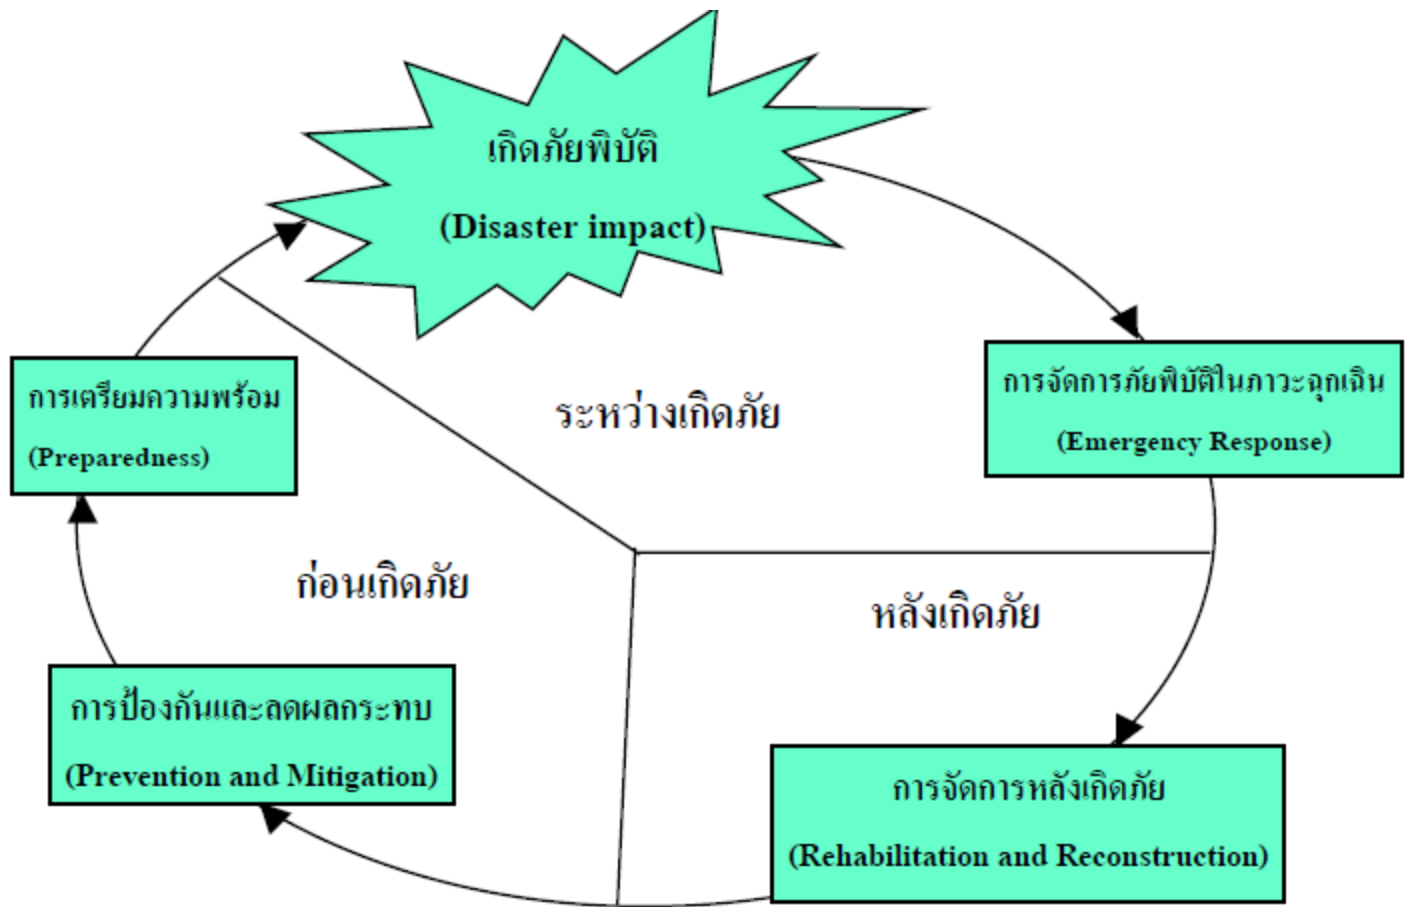 เกิดภัยพิบัติ
(Disaster impact)
การเตรียมความพร้อม
(Preparedness)
ระหว่างเกิดภัย
การจัดการภัยพิบัติในภาวะฉุกเฉิน
(Emergency Response)
ก่อนเกิดภัย
หลังเกิดภัย
การป้องกันและลดผลกระทบ
(Prevention and Mitigation)
การจัดการหลังเกิดภัย
(Rehabilitation and Reconstruction)